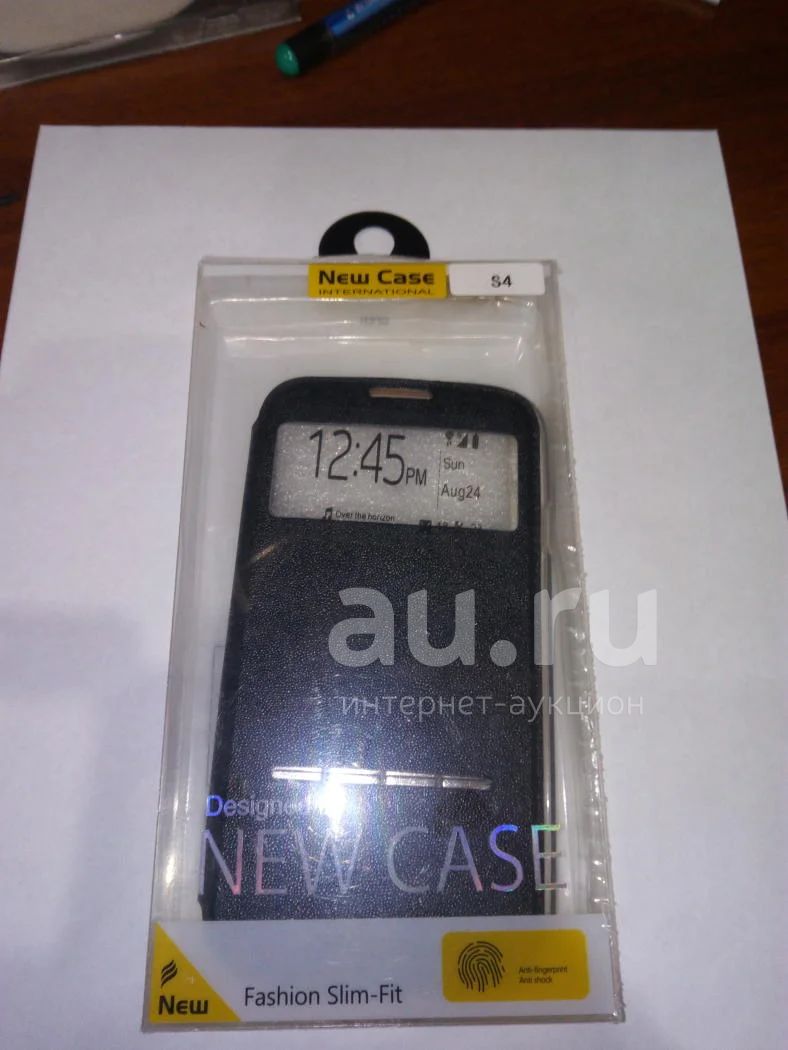 New Case
INTERNATIONAL
S4
12:45PM
Sun
Aug24
Over the horizon
au.ru
интернет-аукцион
Designed
NEW CASE
New
Fashion Slim-Fit
Anti-fingerprint
Anti shock